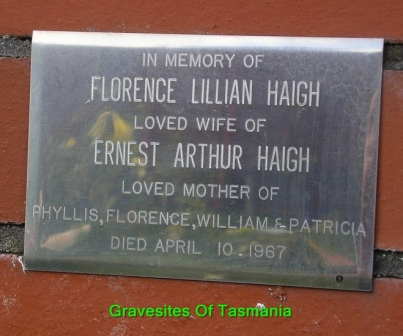 IN MEMORY OF
FLORENCE LILLIAN HAIGH
LOVED WIFE OF
ERNEST ARTHUR HAIGH
LOVED MOTHER OF
PHYLLIS, FLORENCE, WILLIAM & PATRICIA
DIED APRIL 10. 1967
Gravesites Of Tasmania